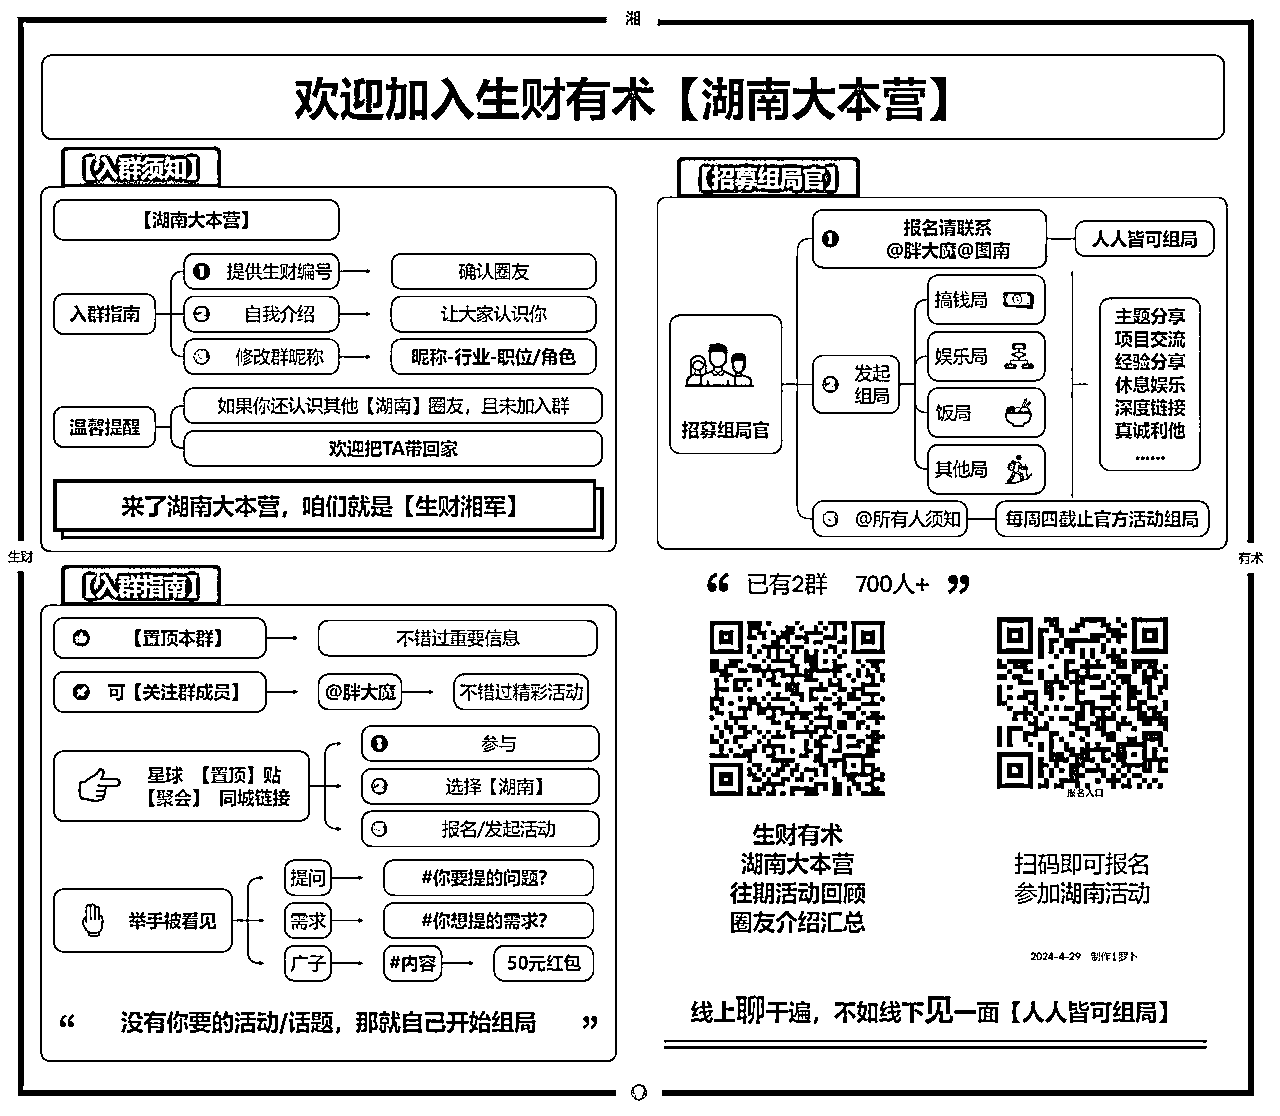 湘
欢迎加入生财有术【湖南大本营】
【入群须知】
【湖南大本营】
入群指南
1 提供生财编号
确认圈友
2 自我介绍
让大家认识你
修改群昵称
昵称-行业-职位/角色
温馨提醒
如果你还认识其他【湖南】圈友，且未加入群
欢迎把TA带回家
来了湖南大本营，咱们就是【生财湘军】
【招募组局官】
招募组局官
1 报名请联系
@胖大魔@图南
人人皆可组局
2 发起
组局
搞钱局
娱乐局
饭局
其他局
主题分享
项目交流
经验分享
休息娱乐
深度链接
真诚利他
......
@所有人须知
每周四截止官方活动组局
生财
有术
【入群指南】
【置顶本群】
不错过重要信息
可【关注群成员】
@胖大魔
不错过精彩活动
星球 【置顶】贴
【聚会】 同城链接
1 参与
2 选择【湖南】
报名/发起活动
举手被看见
提问
#你要提的问题?
需求
#你想提的需求?
广子
#内容
50元红包
“ 没有你要的活动/话题，那就自己开始组局 ”
“ 已有2群 700人+ ”
报名入口
生财有术
湖南大本营
往期活动回顾
圈友介绍汇总
扫码即可报名
参加湖南活动
2024-4-29 制作1罗卜
线上聊千遍，不如线下见一面【人人皆可组局】